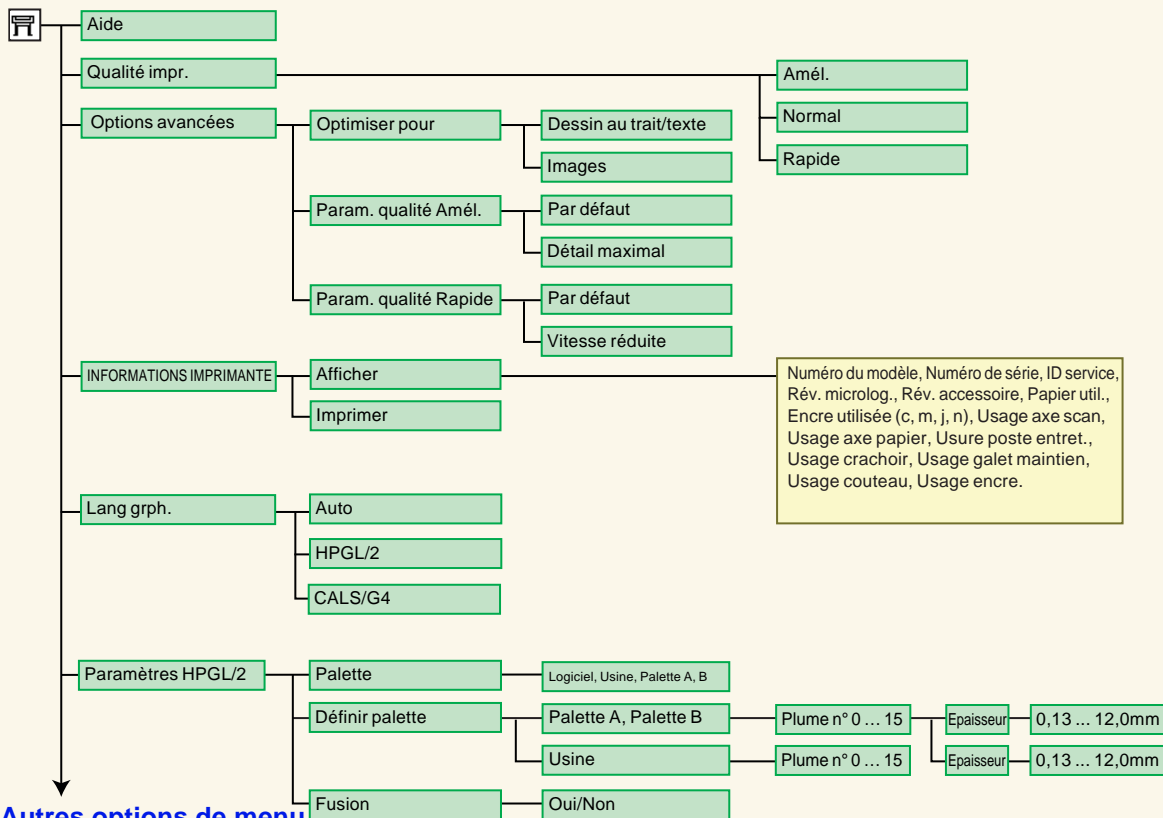 Aide
Qualité impr.
Amél.
Normal
Rapide
Options avancées
Optimiser pour
Dessin au trait/texte
Images
Param. qualité Amél.
Par défaut
Détail maximal
Param. qualité Rapide
Par défaut
Vitesse réduite
INFORMATIONS IMPRIMANTE
Afficher
Imprimer
Numéro du modèle, Numéro de série, ID service,
Rév. microlog., Rév. accessoire, Papier util.,
Encre utilisée (c, m, j, n), Usage axe scan,
Usage axe papier, Usure poste entret.,
Usage crachoir, Usage galet maintien,
Usage couteau, Usage encre.
Lang grph.
Auto
HPGL/2
CALS/G4
Paramètres HPGL/2
Palette
Logiciel, Usine, Palette A, B
Définir palette
Palette A, Palette B
Plume n° 0 ... 15
Epaisseur
0,13 ... 12,0mm
Usine
Plume n° 0 ... 15
Epaisseur
0,13 ... 12,0mm
Fusion
Oui/Non
Autres options de menu